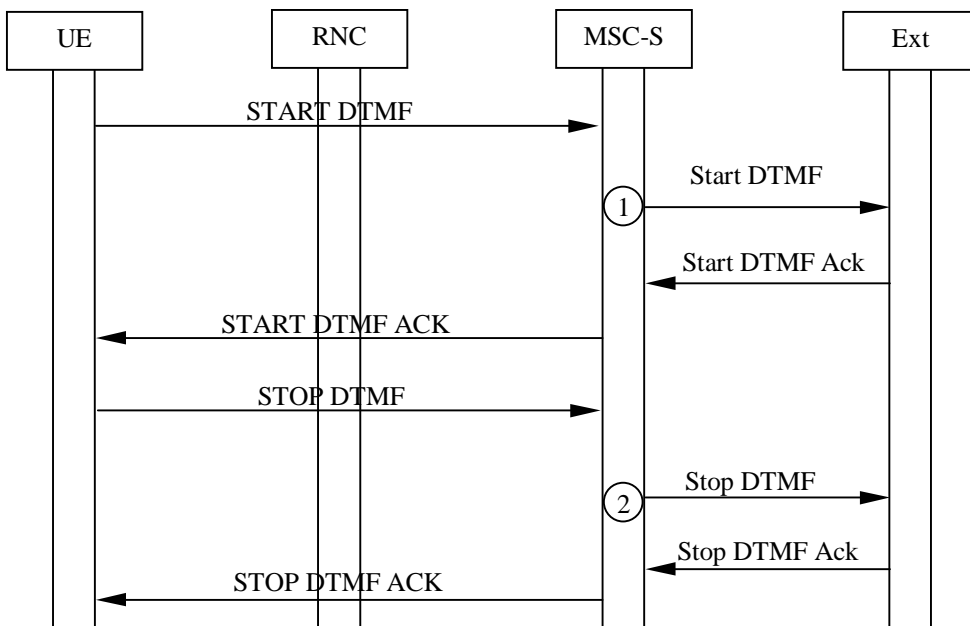 UE
RNC
MSC-S
Ext
START DTMF
Start DTMF
1
Start DTMF Ack
START DTMF ACK
STOP DTMF
Stop DTMF
2
Stop DTMF Ack
STOP DTMF ACK